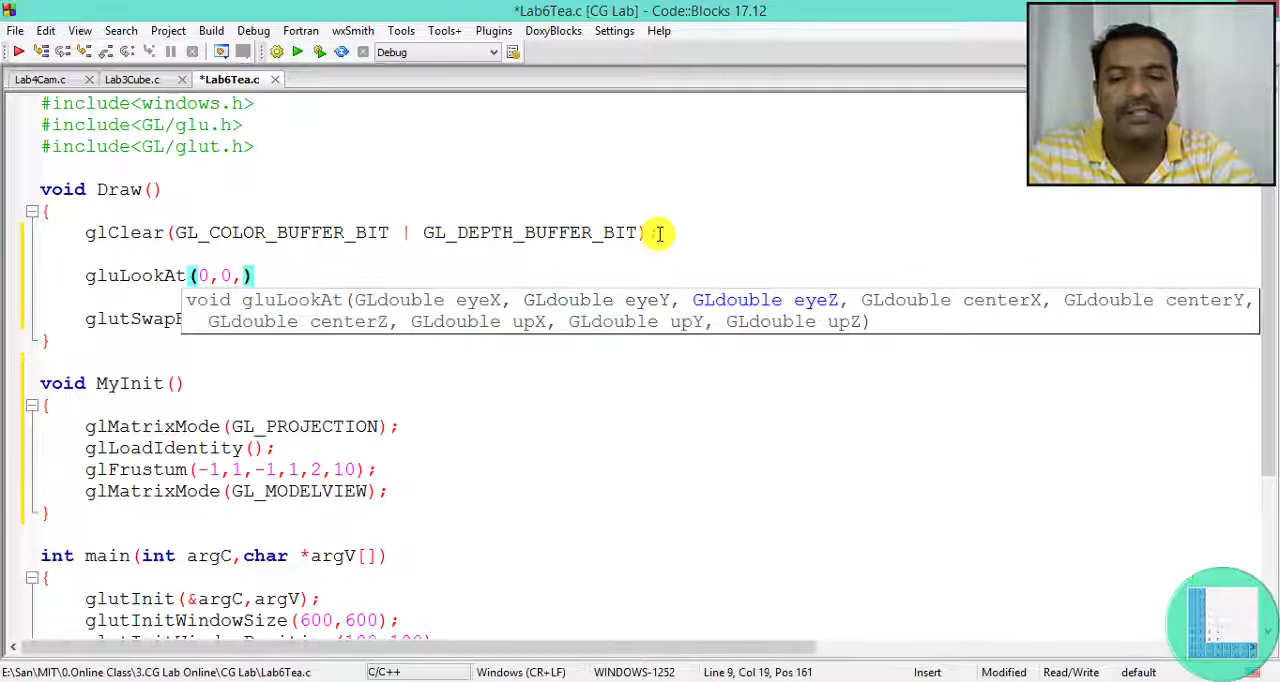 *Lab6Tea.c [CG Lab] - Code::Blocks 17.12
File Edit View Search Project Build Debug Fortran wxSmith Tools Tools+ Plugins DoxyBlocks Settings Help
Debug
Lab4Cam.c Lab3Cube.c *Lab6Tea.c
#include<windows.h>
#include<GL/glu.h>
#include<GL/glut.h>
void Draw()
{
glClear(GL_COLOR_BUFFER_BIT | GL_DEPTH_BUFFER_BIT);
gluLookAt(0,0,)
void gluLookAt(GLdouble eyeX, GLdouble eyeY, GLdouble eyeZ, GLdouble centerX, GLdouble centerY,
GLdouble centerZ, GLdouble upX, GLdouble upY, GLdouble upZ)
glutSwapB
}
void MyInit()
{
glMatrixMode(GL_PROJECTION);
glLoadIdentity();
glFrustum(-1,1,-1,1,2,10);
glMatrixMode(GL_MODELVIEW);
}
int main(int argC,char *argV[])
{
glutInit(&argC,argV);
glutInitWindowSize(600,600);
E:\San\MIT\0.Online Class\3.CG Lab Online\CG Lab\Lab6Tea.c C/C++ Windows (CR+LF) WINDOWS-1252 Line 9, Col 19, Pos 161 Insert Modified Read/Write default